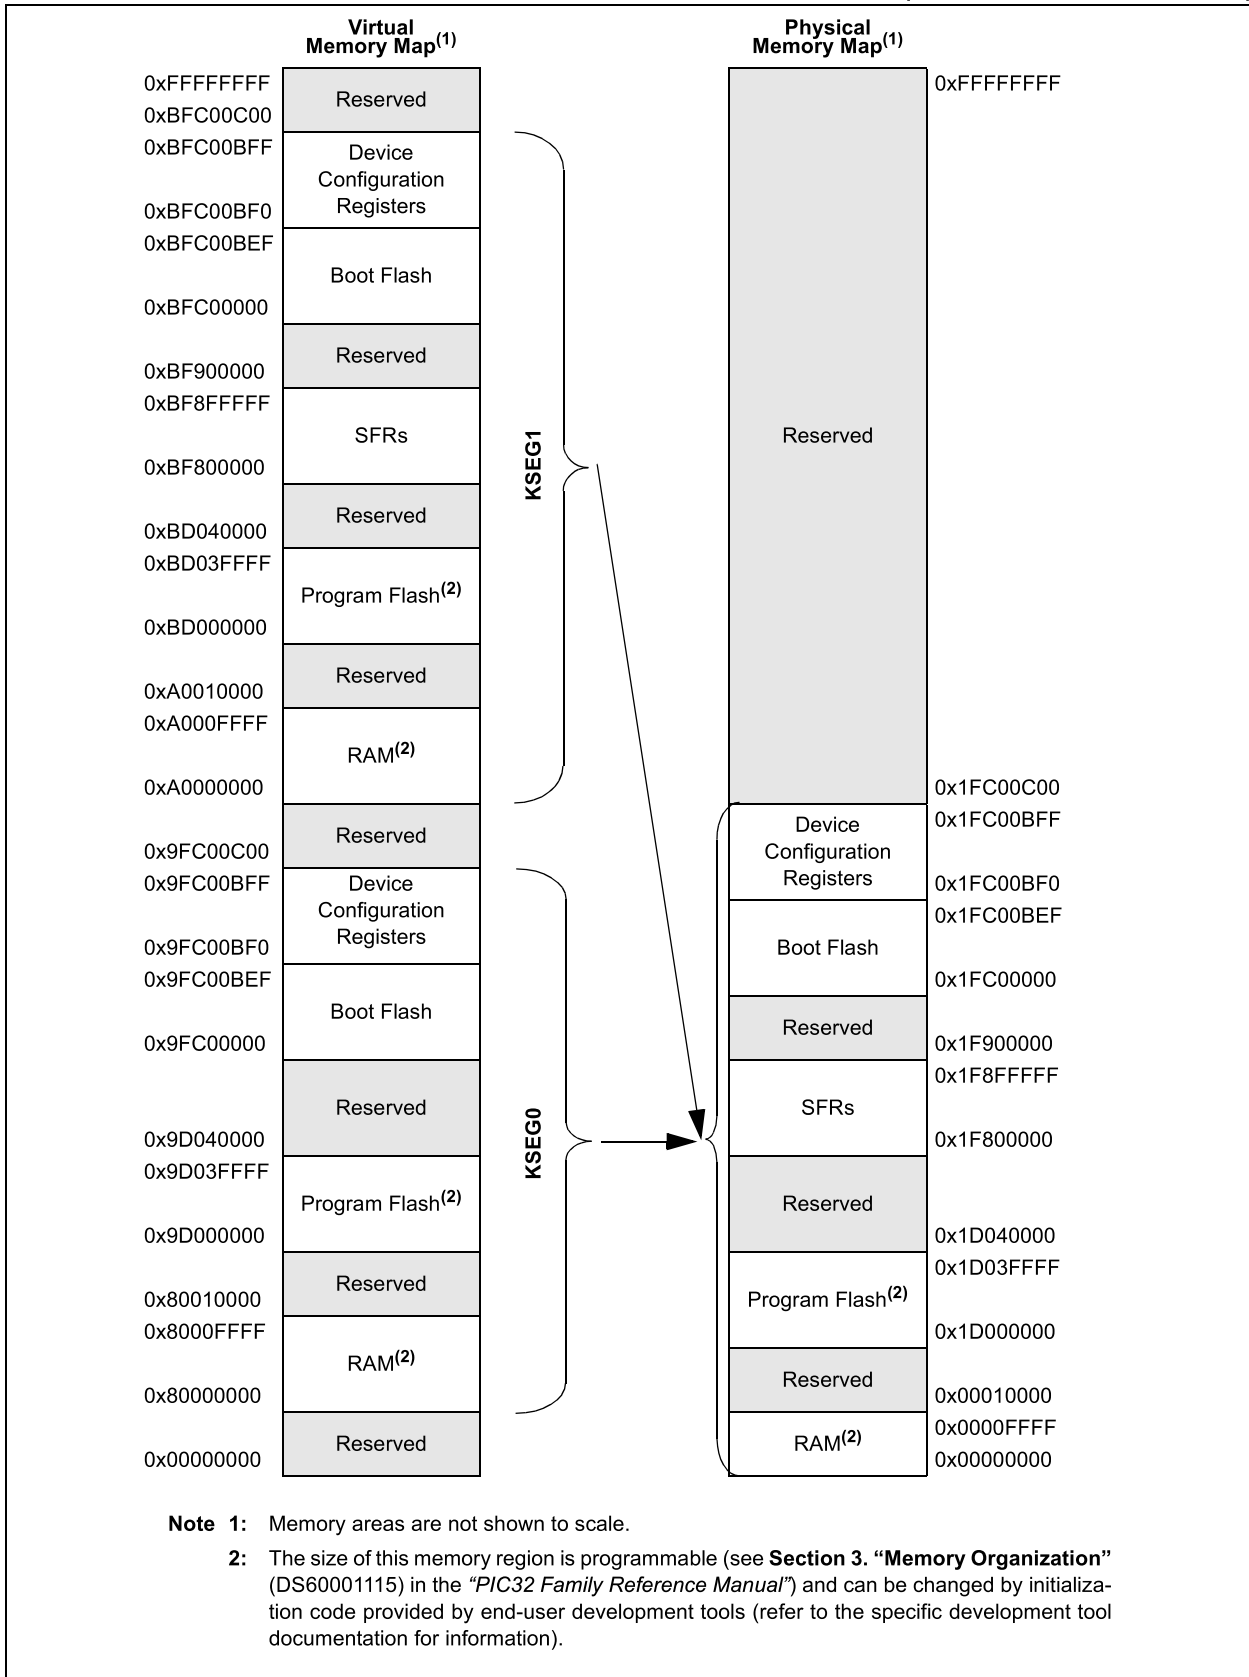 Virtual
Memory Map(1)
Physical
Memory Map(1)
0xFFFFFFFF
Reserved
0xBFC00C00
0xBFC00BFF
Device
Configuration
Registers
0xBFC00BF0
0xBFC00BEF
Boot Flash
0xBFC00000
Reserved
0xBF900000
0xBF8FFFFF
SFRs
0xBF800000
Reserved
0xBD040000
0xBD03FFFF
Program Flash(2)
0xBD000000
Reserved
0xA0010000
0xA000FFFF
RAM(2)
0xA0000000
KSEG1
Reserved
0x9FC00C00
0x9FC00BFF
Device
Configuration
Registers
0x9FC00BF0
0x9FC00BEF
Boot Flash
0x9FC00000
Reserved
0x9D040000
0x9D03FFFF
Program Flash(2)
0x9D000000
Reserved
0x80010000
0x8000FFFF
RAM(2)
0x80000000
KSEG0
Reserved
0x00000000
0xFFFFFFFF
Reserved
0x1FC00C00
0x1FC00BFF
Device
Configuration
Registers
0x1FC00BF0
0x1FC00BEF
Boot Flash
0x1FC00000
Reserved
0x1F900000
0x1F8FFFFF
SFRs
0x1F800000
Reserved
0x1D040000
0x1D03FFFF
Program Flash(2)
0x1D000000
Reserved
0x00010000
0x0000FFFF
RAM(2)
0x00000000
Note 1: Memory areas are not shown to scale.
2: The size of this memory region is programmable (see Section 3. “Memory Organization”
(DS60001115) in the “PIC32 Family Reference Manual”) and can be changed by initializa-
tion code provided by end-user development tools (refer to the specific development tool
documentation for information).